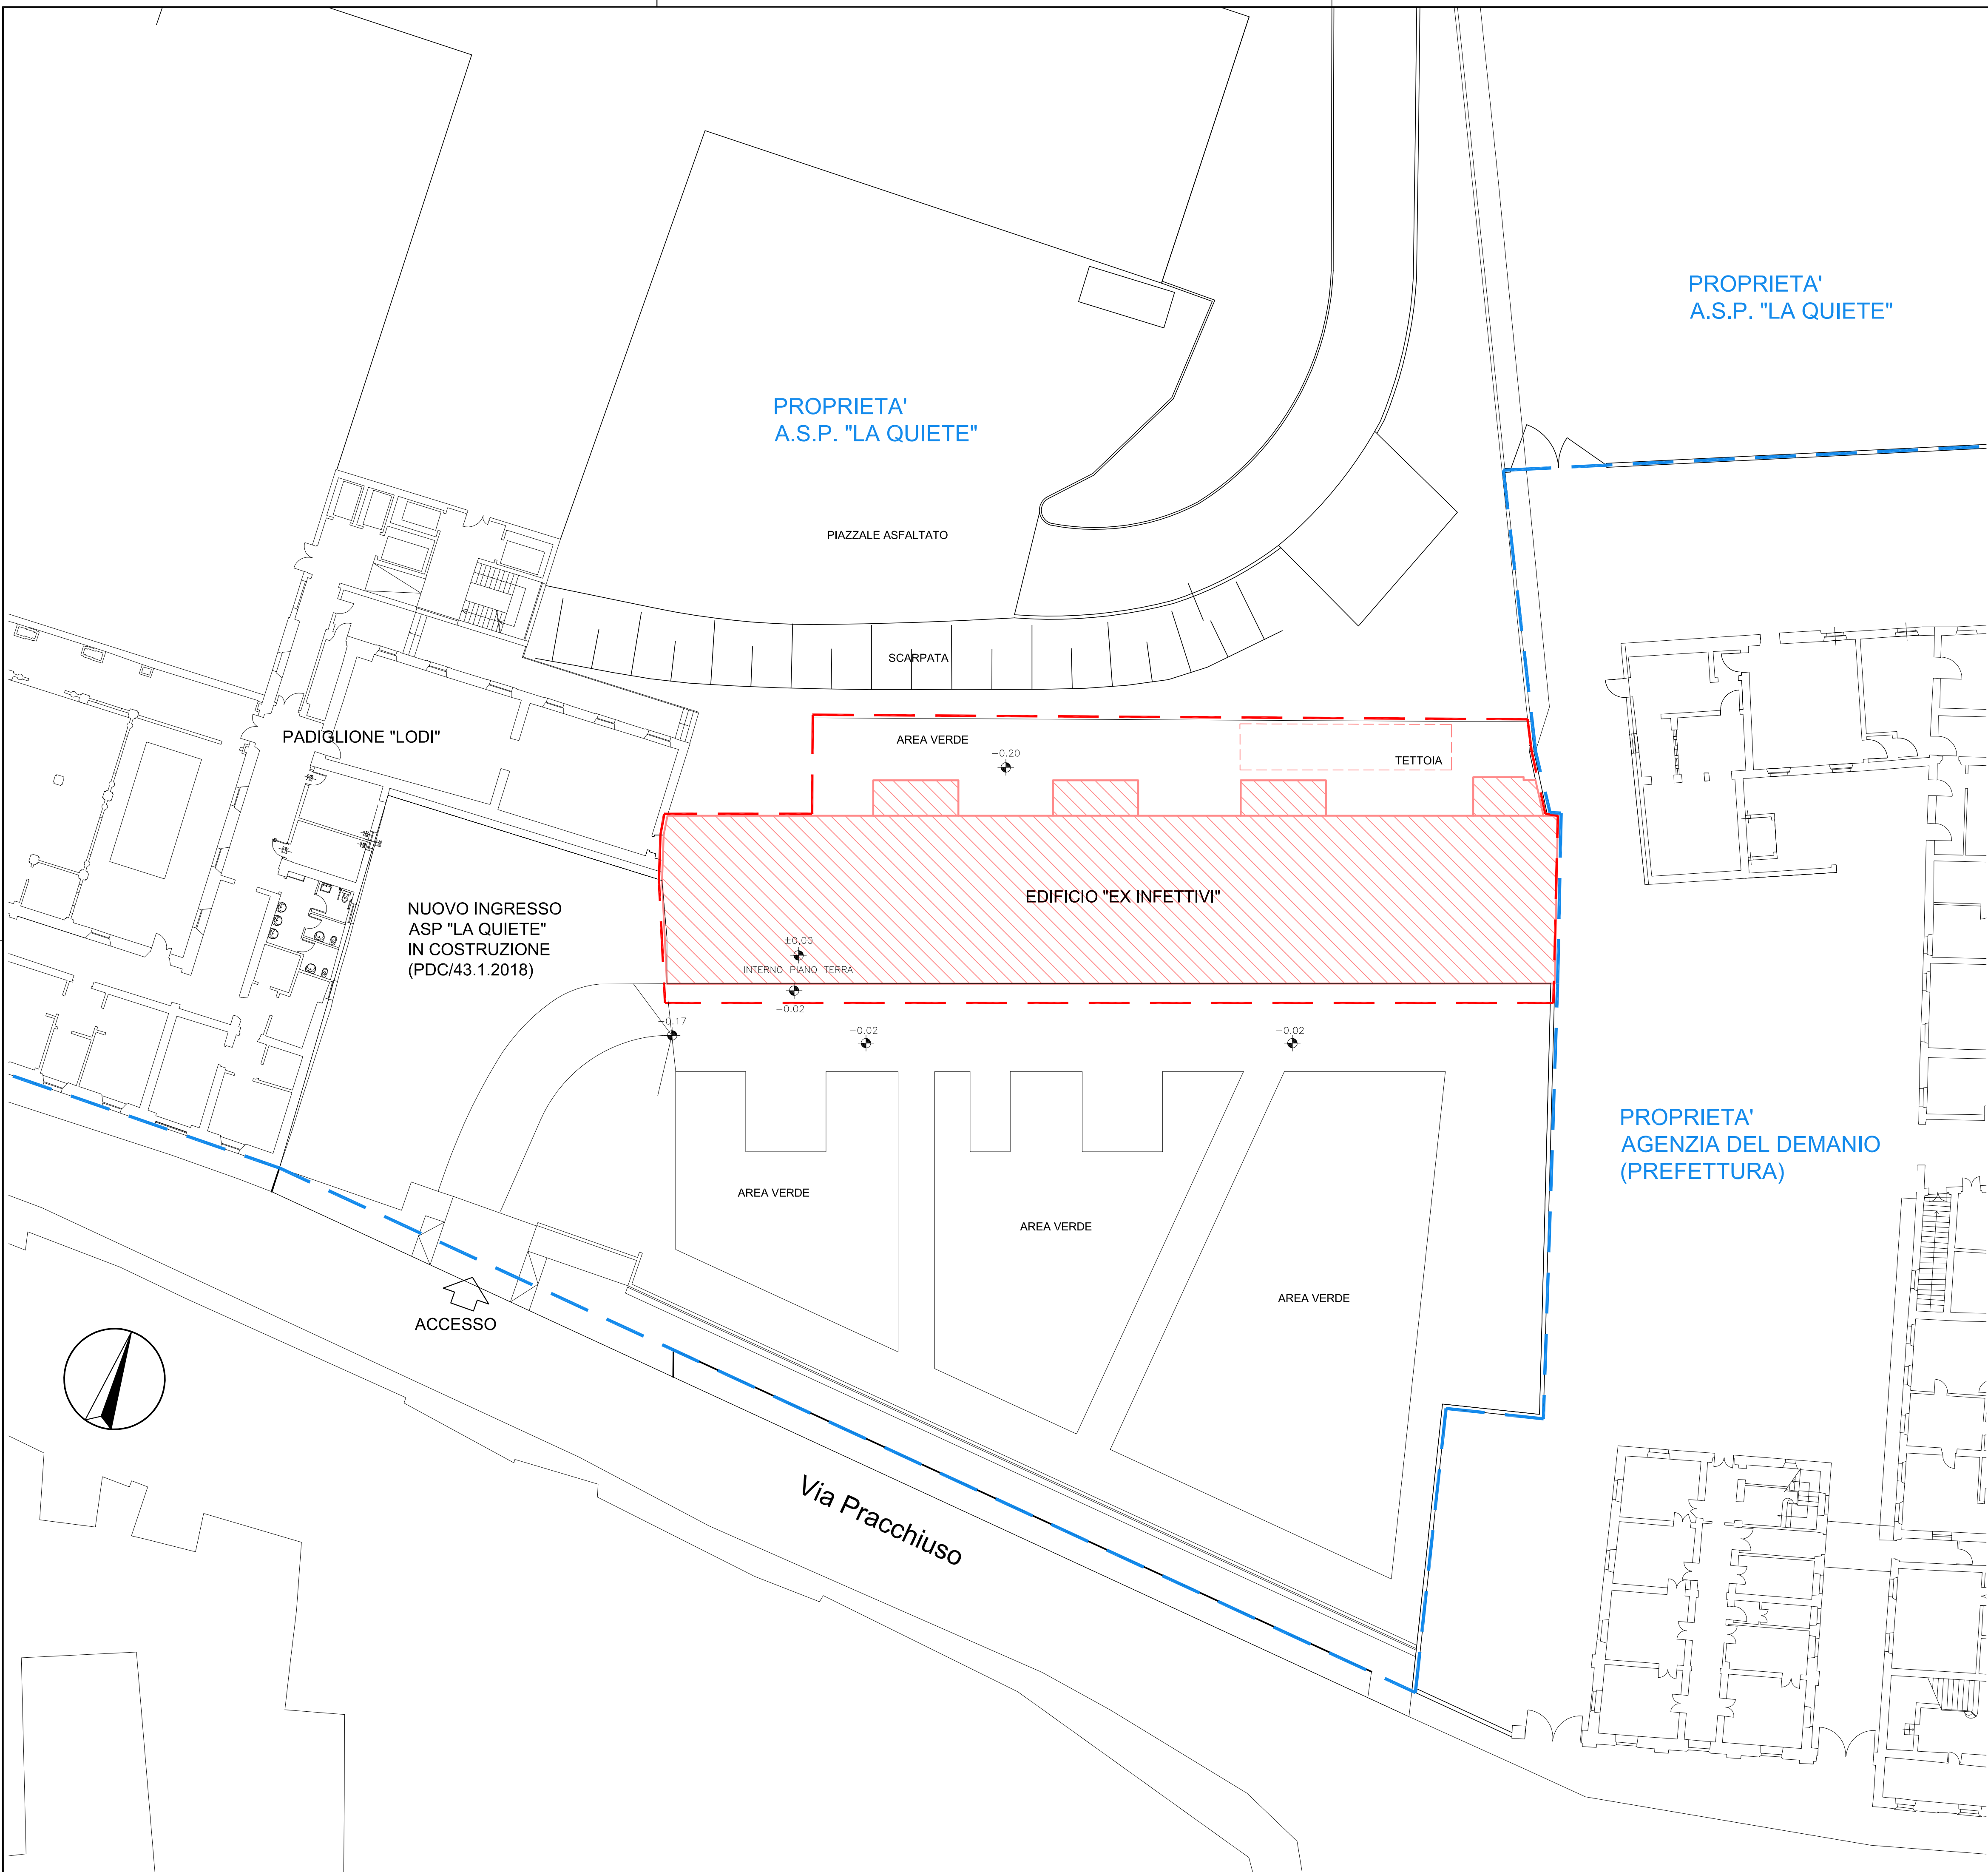 PROPRIETA'
A.S.P. "LA QUIETE"
PROPRIETA'
A.S.P. "LA QUIETE"
PIAZZALE ASFALTATO
SCARPATA
PADIGLIONE "LODI"
AREA VERDE
-0.20
TETTOIA
EDIFICIO "EX INFETTIVI"
NUOVO INGRESSO
ASP "LA QUIETE"
IN COSTRUZIONE
(PDC/43.1.2018)
±0,00
INTERNO PIANO TERRA
-0.02
-0.17
-0.02
-0.02
PROPRIETA'
AGENZIA DEL DEMANIO
(PREFETTURA)
AREA VERDE
AREA VERDE
AREA VERDE
ACCESSO
Via Pracchiuso